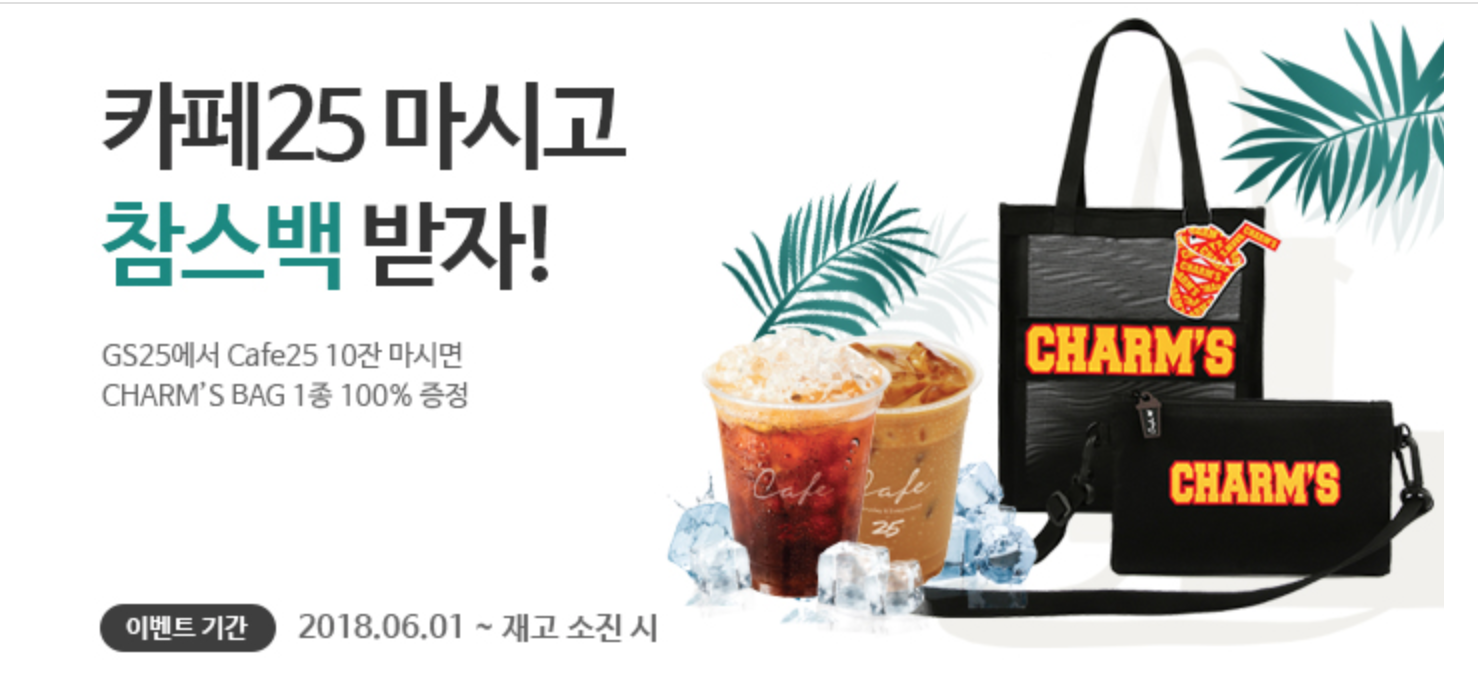 카페25 마시고
참스백 받자!
GS25에서 Cafe25 10잔 마시면
CHARM'S BAG 1종 100% 증정
이벤트 기간 2018.06.01 ~ 재고 소진 시
CHARM'S
CHARM'S
Cafe
Cafe
25